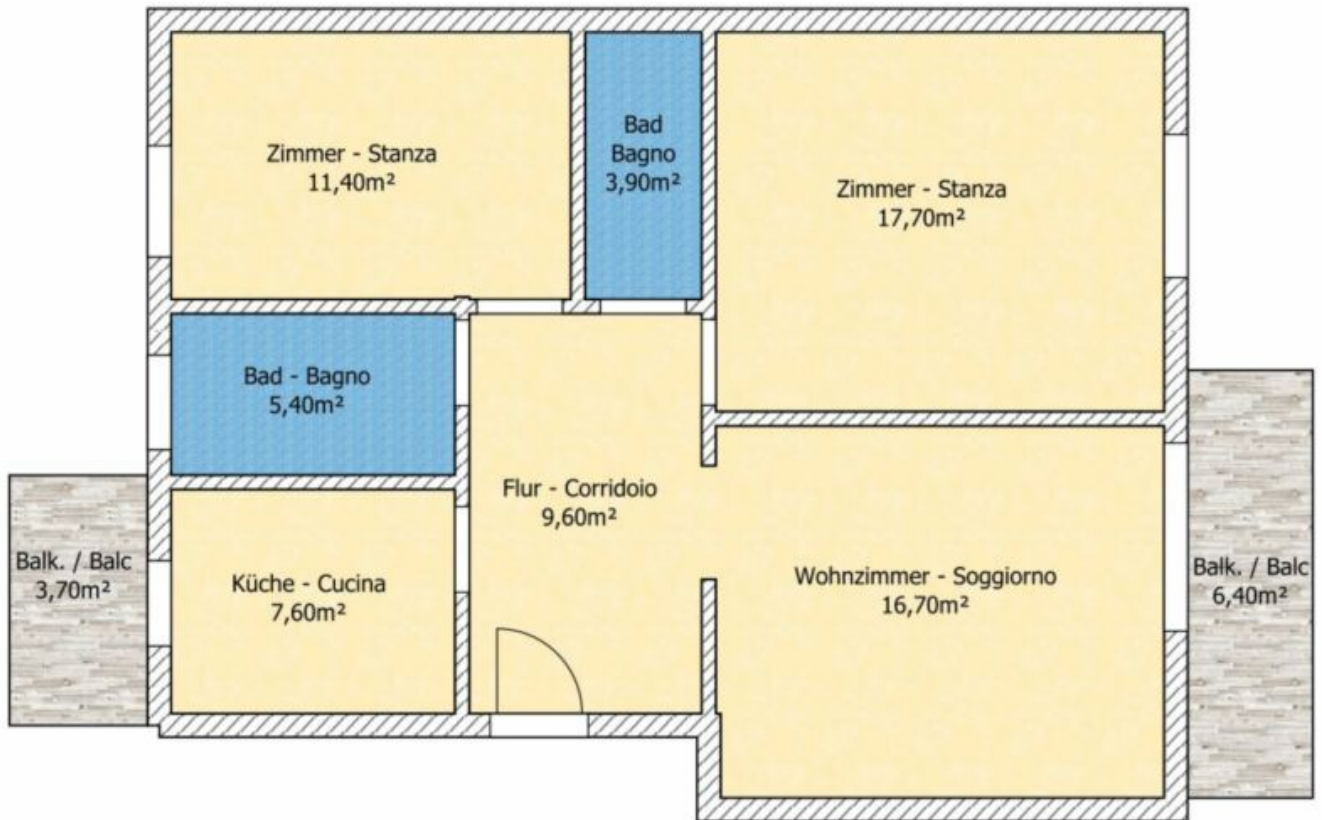 Zimmer - Stanza
11,40m²
Bad
Bagno
3,90m²
Zimmer - Stanza
17,70m²
Bad - Bagno
5,40m²
Flur - Corridoio
9,60m²
Balk. / Balc
3,70m²
Küche - Cucina
7,60m²
Wohnzimmer - Soggiorno
16,70m²
Balk. / Balc
6,40m²